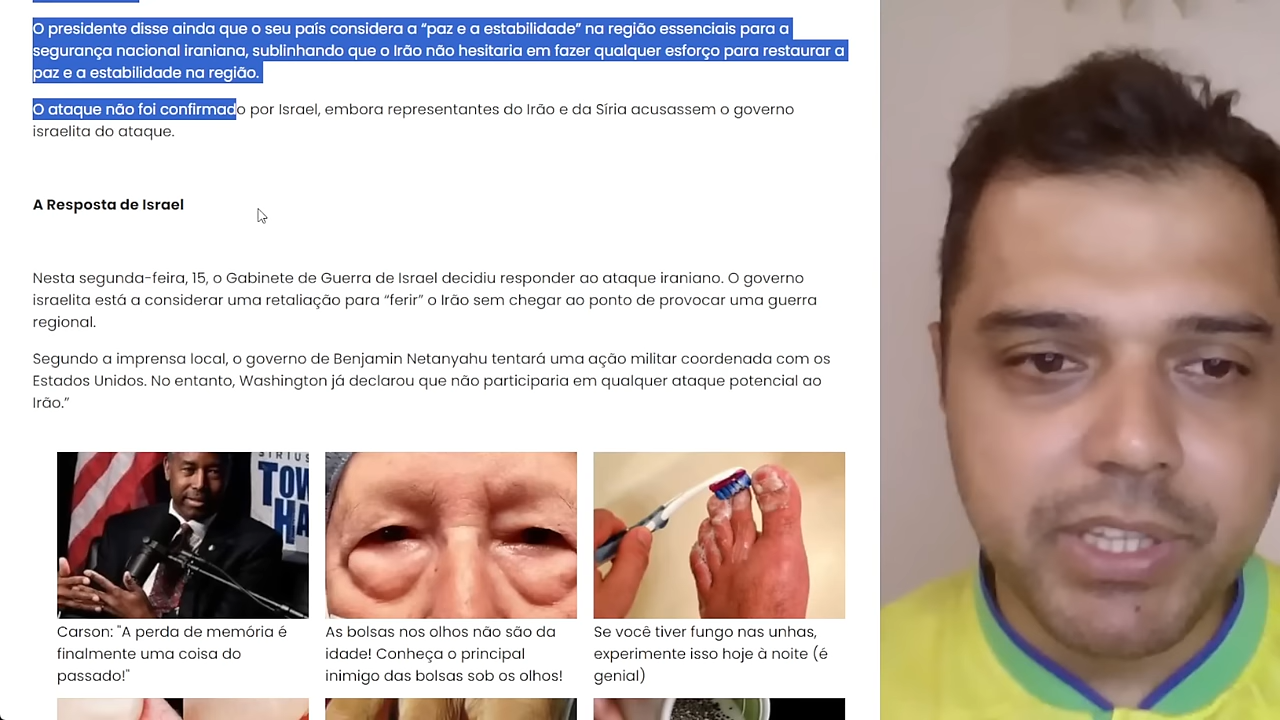 O presidente disse ainda que o seu país considera a “paz e a estabilidade” na região essenciais para a
segurança nacional iraniana, sublinhando que o Irão não hesitaria em fazer qualquer esforço para restaurar a
paz e a estabilidade na região.
O ataque não foi confirmado por Israel, embora representantes do Irão e da Síria acusassem o governo
israelita do ataque.
A Resposta de Israel
Nesta segunda-feira, 15, o Gabinete de Guerra de Israel decidiu responder ao ataque iraniano. O governo
israelita está a considerar uma retaliação para “ferir” o Irão sem chegar ao ponto de provocar uma guerra
regional.
Segundo a imprensa local, o governo de Benjamin Netanyahu tentará uma ação militar coordenada com os
Estados Unidos. No entanto, Washington já declarou que não participaria em qualquer ataque potencial ao
Irão.”
SIRIUS
TOW
HA
Carson: "A perda de memória é
finalmente uma coisa do
passado!"
As bolsas nos olhos não são da
idade! Conheça o principal
inimigo das bolsas sob os olhos!
Se você tiver fungo nas unhas,
experimente isso hoje à noite (é
genial)